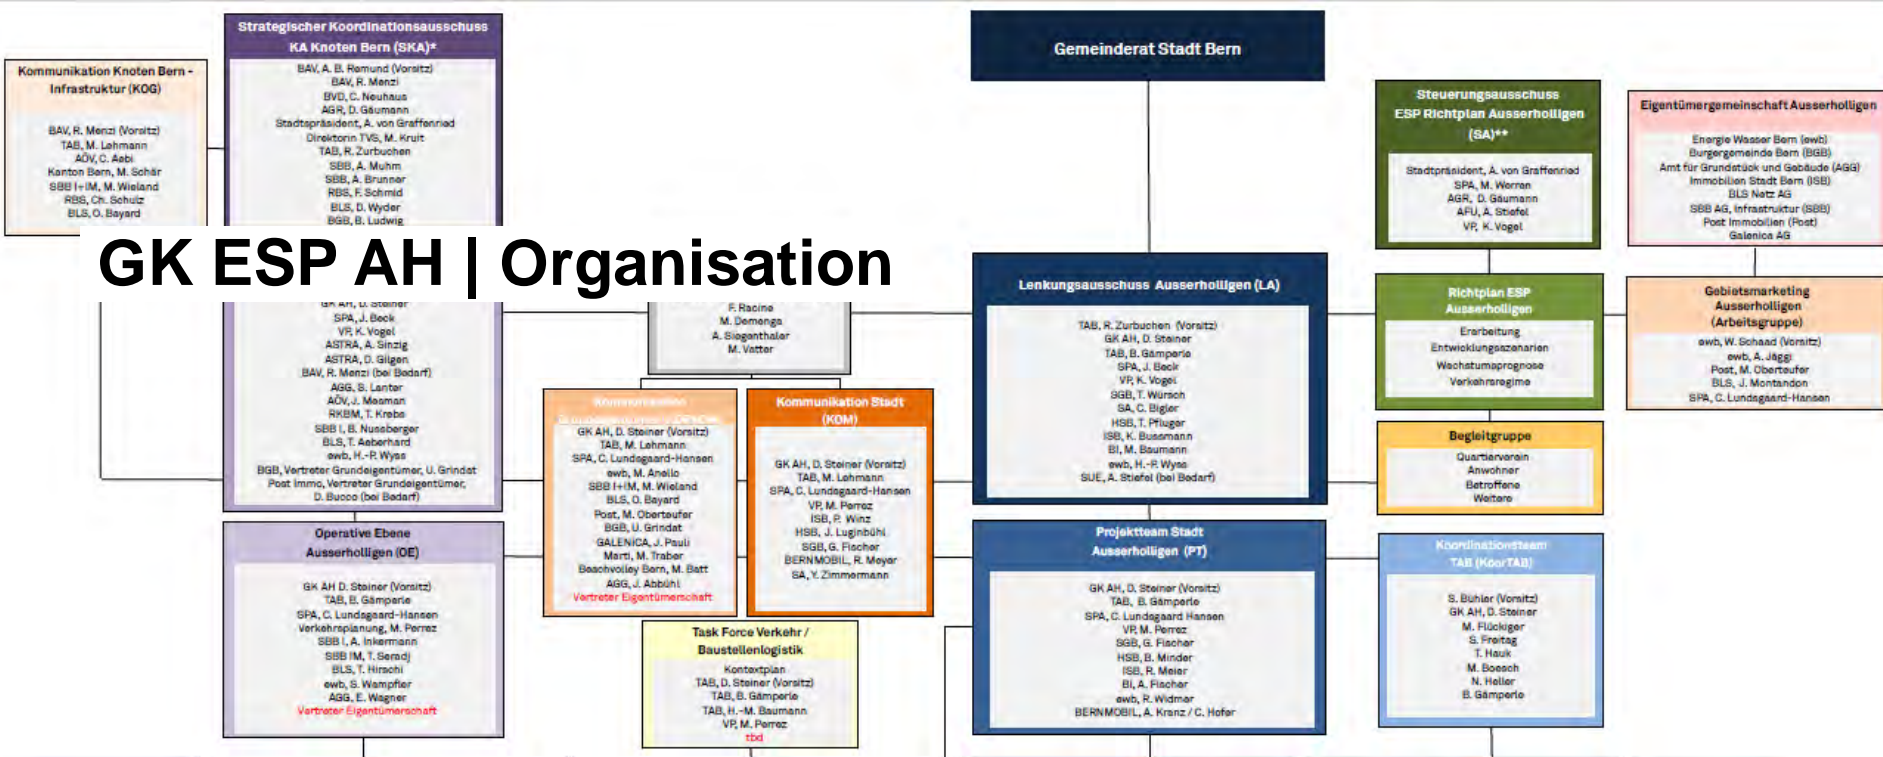 Strategischer Koordinationsausschuss
KA Knoten Bern (SKA)*
BAV, A. B. Remund (Vorsitz)
BAV, R. Menzi
BVD, C. Neuhaus
AGR, D. Gäumann
Stadtspräsident, A. von Graffenried
Direktorin TVS, M. Kruit
TAB, R. Zurbuchen
SBB, A. Muhm
SBB, A. Brunner
RBS, F. Schmid
BLS, D. Wyder
BGB, B. Ludwig
Kommunikation Knoten Bern -
Infrastruktur (KOG)
BAV, R. Menzi (Vorsitz)
TAB, M. Lehmann
AÖV, C. Aebi
Kanton Bern, M. Schär
SBB I+IM, M. Wieland
RBS, Ch. Schulz
BLS, O. Bayard
Gemeinderat Stadt Bern
Steuerungsausschuss
ESP Richtplan Ausserholligen
(SA)**
Stadtpräsident, A. von Graffenried
SPA, M. Werren
AGR, D. Gäumann
AFU, A. Stiefel
VP, K. Vogel
Eigentümergemeinschaft Ausserholligen
Energie Wasser Bern (ewb)
Burgergemeinde Bern (BGB)
Amt für Grundstück und Gebäude (AGG)
Immobilien Stadt Bern (ISB)
BLS Netz AG
SBB AG, Infrastruktur (SBB)
Post Immobilien (Post)
Galenica AG
GK ESP AH | Organisation
GK AH, D. Steiner
SPA, J. Beck
VP, K. Vogel
ASTRA, A. Sinzig
ASTRA, D. Gilgen
BAV, R. Menzi (bei Bedarf)
AGG, S. Lanter
AÖV, J. Mosman
RKBM, T. Krebs
SBB I, B. Nussberger
BLS, T. Aeberhard
ewb, H.-P. Wyss
BGB, Vertreter Grundeigentümer, U. Grindat
Post Immo, Vertreter Grundeigentümer,
D. Bucco (bei Bedarf)
F. Racine
M. Demenga
A. Siegenthaler
M. Vatter
Lenkungsausschuss Ausserholligen (LA)
TAB, R. Zurbuchen (Vorsitz)
GK AH, D. Steiner
TAB, B. Gämperle
SPA, J. Beck
VP, K. Vogel
SGB, T. Würsch
SA, C. Bigler
HSB, T. Pfluger
ISB, K. Bussmann
BI, M. Baumann
ewb, H.-P. Wyss
SUE, A. Stiefel (bei Bedarf)
Richtplan ESP
Ausserholligen
Erarbeitung
Entwicklungsszenarien
Wachstumsprognose
Verkehrsregime
Gebietsmarketing
Ausserholligen
(Arbeitsgruppe)
ewb, W. Schaad (Vorsitz)
ewb, A. Jäggi
Post, M. Oberteufer
BLS, J. Montandon
SPA, C. Lundsgaard-Hansen
Kommunikation
GK AH, D. Steiner (Vorsitz)
TAB, M. Lehmann
SPA, C. Lundsgaard-Hansen
ewb, M. Anello
SBB I+IM, M. Wieland
BLS, O. Bayard
Post, M. Oberteufer
BGB, U. Grindat
GALENICA, J. Pauli
Marti, M. Traber
Beachvolley Bern, M. Batt
AGG, J. Abbühl
Vertreter Eigentümerschaft
Kommunikation Stadt
(KOM)
GK AH, D. Steiner (Vorsitz)
TAB, M. Lehmann
SPA, C. Lundsgaard-Hansen
VP, M. Perrez
ISB, P. Winz
HSB, J. Luginbühl
SGB, G. Fischer
BERNMOBIL, R. Meyer
SA, Y. Zimmermann
Begleitgruppe
Quartierverein
Anwohner
Betroffene
Weitere
Operative Ebene
Ausserholligen (OE)
GK AH D. Steiner (Vorsitz)
TAB, B. Gämperle
SPA, C. Lundsgaard-Hansen
Verkehrsplanung, M. Perrez
SBB I, A. Inkermann
SBB IM, T. Seradj
BLS, T. Hirschi
ewb, S. Wampfler
AGG, E. Wagner
Vertreter Eigentümerschaft
Task Force Verkehr /
Baustellenlogistik
Kontextplan
TAB, D. Steiner (Vorsitz)
TAB, B. Gämperle
TAB, H.-M. Baumann
VP, M. Perrez
tbd
Projektteam Stadt
Ausserholligen (PT)
GK AH, D. Steiner (Vorsitz)
TAB, B. Gämperle
SPA, C. Lundsgaard Hansen
VP, M. Perrez
SGB, G. Fischer
HSB, B. Minder
ISB, R. Meier
BI, A. Fischer
ewb, R. Widmer
BERNMOBIL, A. Kranz / C. Hofer
Koordinationsteam
TAB (KoorTAB)
S. Bühler (Vorsitz)
GK AH, D. Steiner
M. Flückiger
S. Freitag
T. Hauk
M. Boesch
N. Heller
B. Gämperle